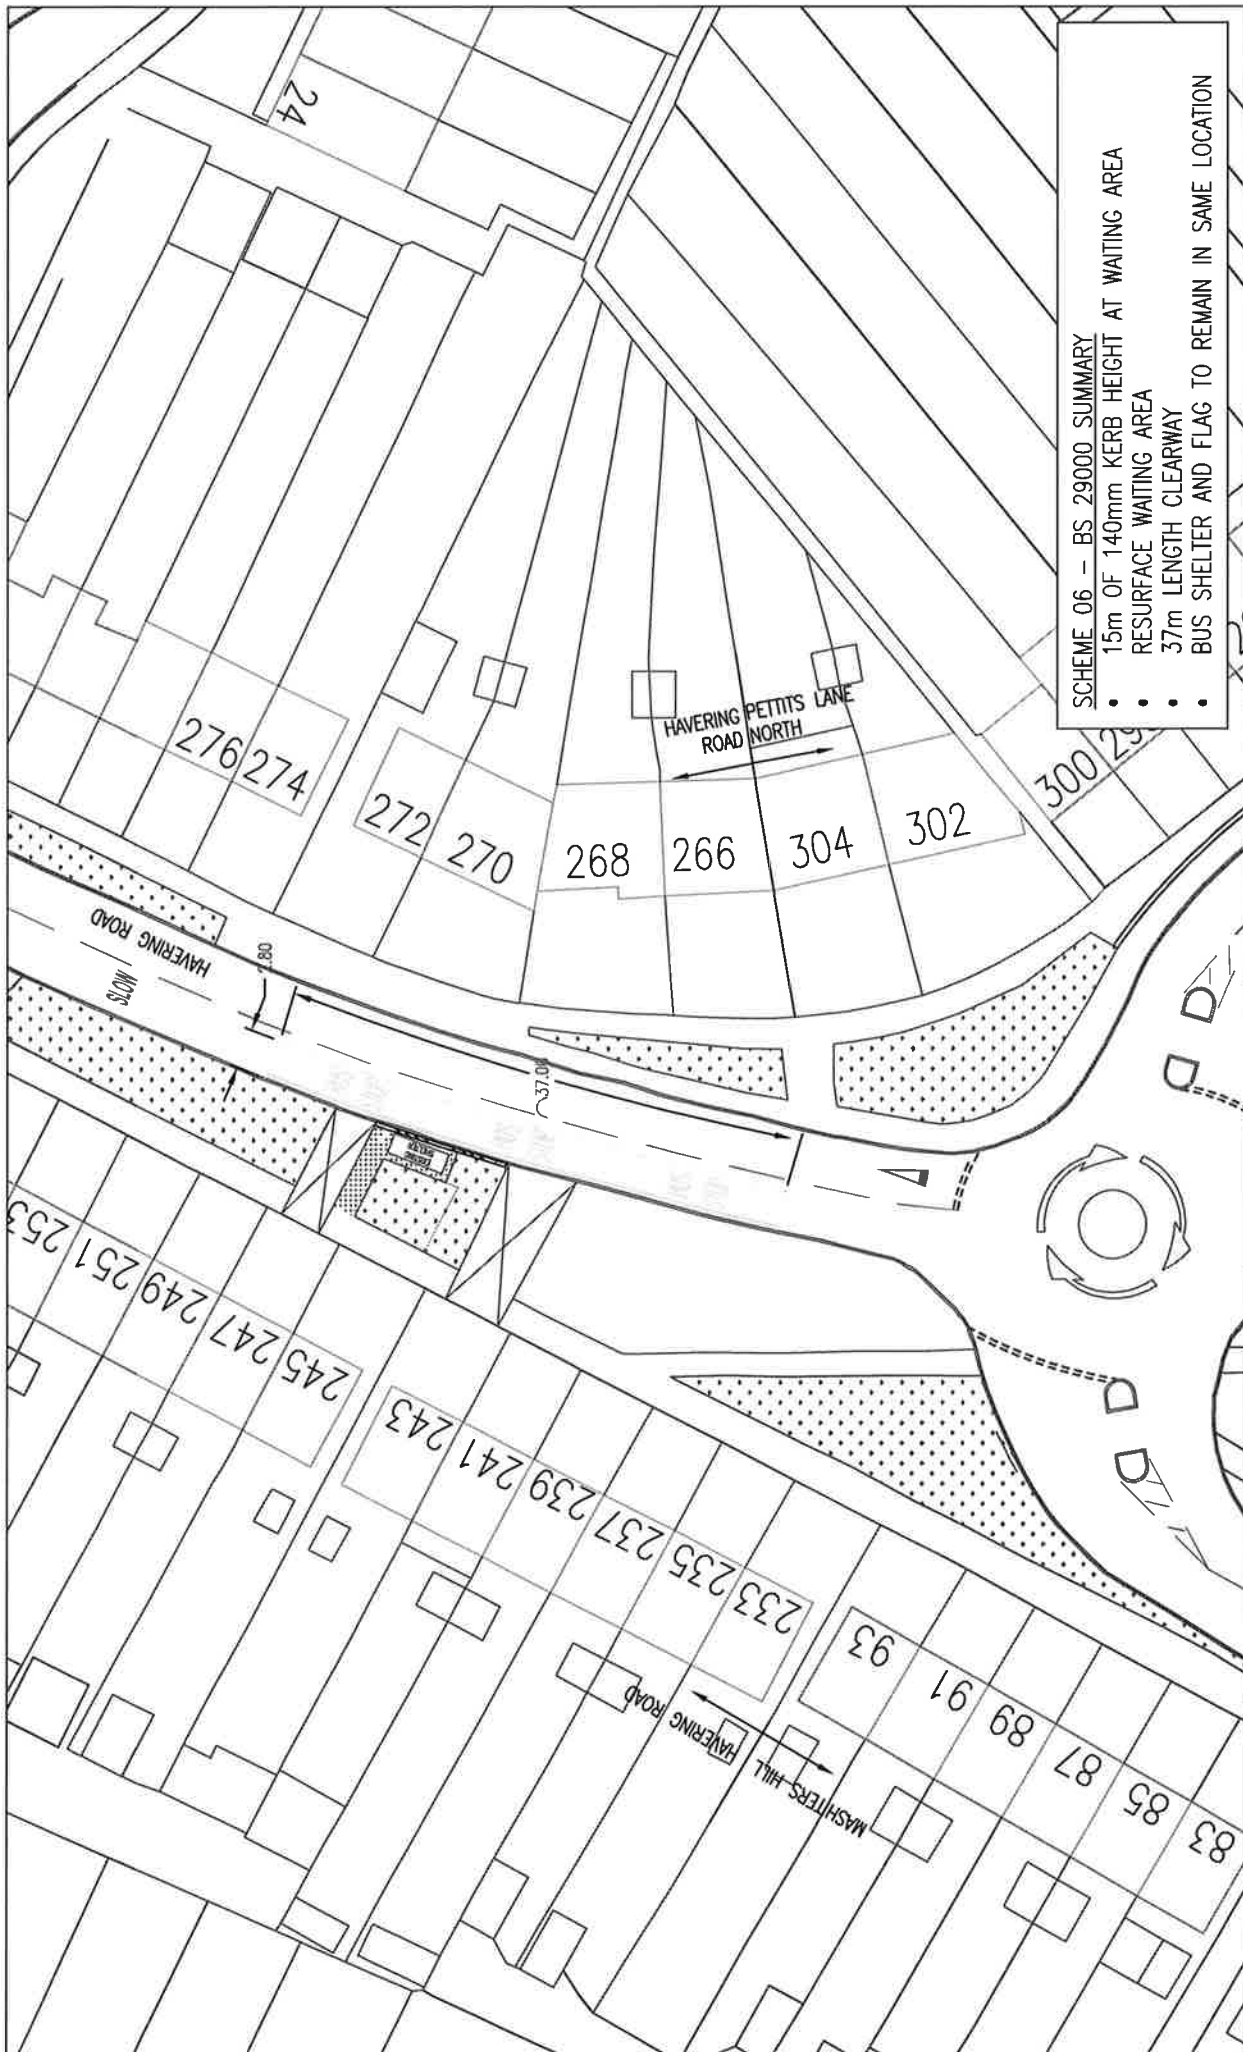 24
276
274
272
270
268
266
304
302
300
HAVERING PETTITS LANE
ROAD NORTH
HAVERING ROAD
SLOW
37.00
EXISTING
SHELTER
253
251
249
247
245
243
241
239
237
235
233
93
91
89
87
85
83
HAVERING ROAD
MASHITERS HILL
SCHEME 06 – BS 29000 SUMMARY
• 15m OF 140mm KERB HEIGHT AT WAITING AREA
• RESURFACE WAITING AREA
• 37m LENGTH CLEARWAY
• BUS SHELTER AND FLAG TO REMAIN IN SAME LOCATION